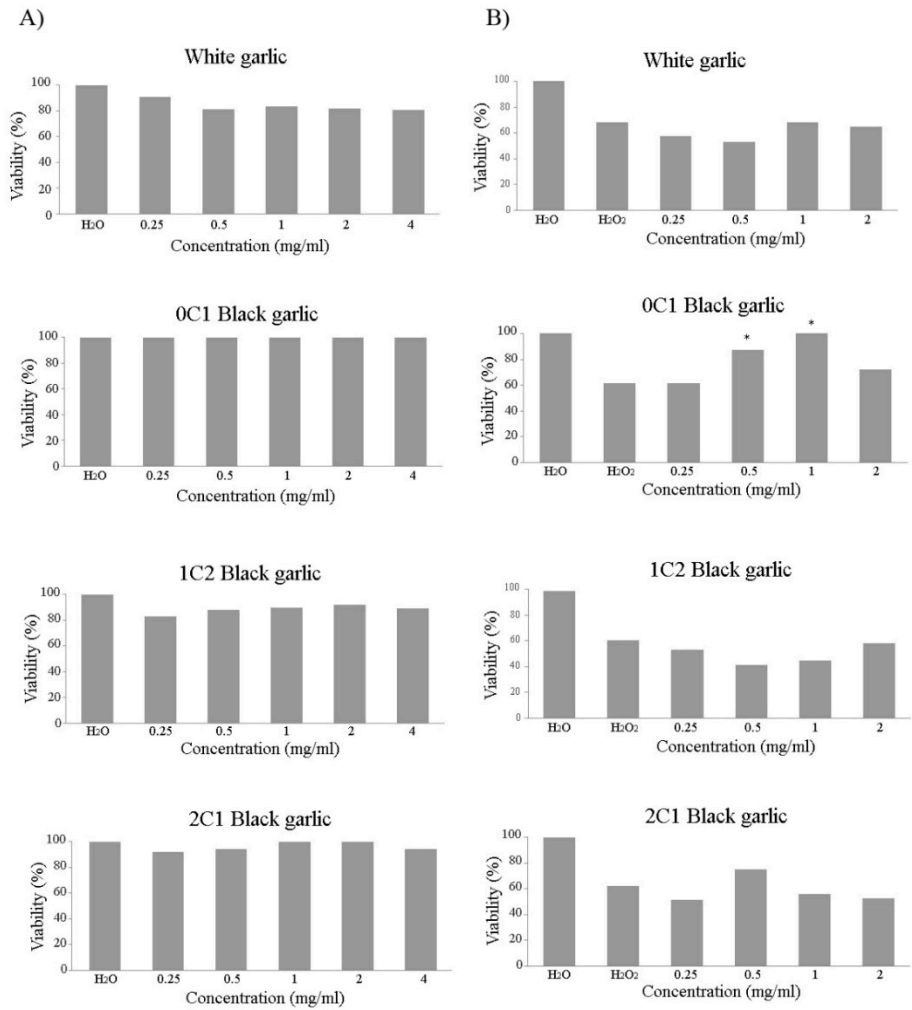 A)
White garlic
100
80
60
40
20
0
Viability (%)
H₂O 0.25 0.5 1 2 4
Concentration (mg/ml)
0C1 Black garlic
100
80
60
40
20
0
Viability (%)
H₂O 0.25 0.5 1 2 4
Concentration (mg/ml)
1C2 Black garlic
100
80
60
40
20
0
Viability (%)
H₂O 0.25 0.5 1 2 4
Concentration (mg/ml)
2C1 Black garlic
100
80
60
40
20
0
Viability (%)
H₂O 0.25 0.5 1 2 4
Concentration (mg/ml)
B)
White garlic
100
80
60
40
20
0
Viability (%)
H₂O H₂O₂ 0.25 0.5 1 2
Concentration (mg/ml)
0C1 Black garlic
* *
100
80
60
40
20
0
Viability (%)
H₂O H₂O₂ 0.25 0.5 1 2
Concentration (mg/ml)
1C2 Black garlic
100
80
60
40
20
0
Viability (%)
H₂O H₂O₂ 0.25 0.5 1 2
Concentration (mg/ml)
2C1 Black garlic
100
80
60
40
20
0
Viability (%)
H₂O H₂O₂ 0.25 0.5 1 2
Concentration (mg/ml)